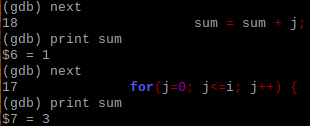 (gdb) next
18 sum = sum + j;
(gdb) print sum
$6 = 1
(gdb) next
17 for(j=0; j<=i; j++) {
(gdb) print sum
$7 = 3